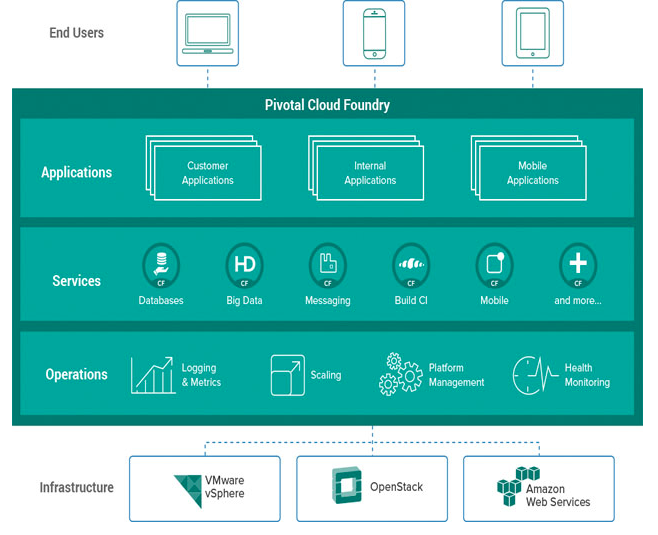 End Users
Pivotal Cloud Foundry
Applications
Customer
Applications
Internal
Applications
Mobile
Applications
Services
CF
Databases
HD
CF
Big Data
CF
Messaging
CF
Build CI
CF
Mobile
CF
and more...
Operations
Logging
& Metrics
Scaling
Platform
Management
Health
Monitoring
Infrastructure
VMware
vSphere
OpenStack
Amazon
Web Services